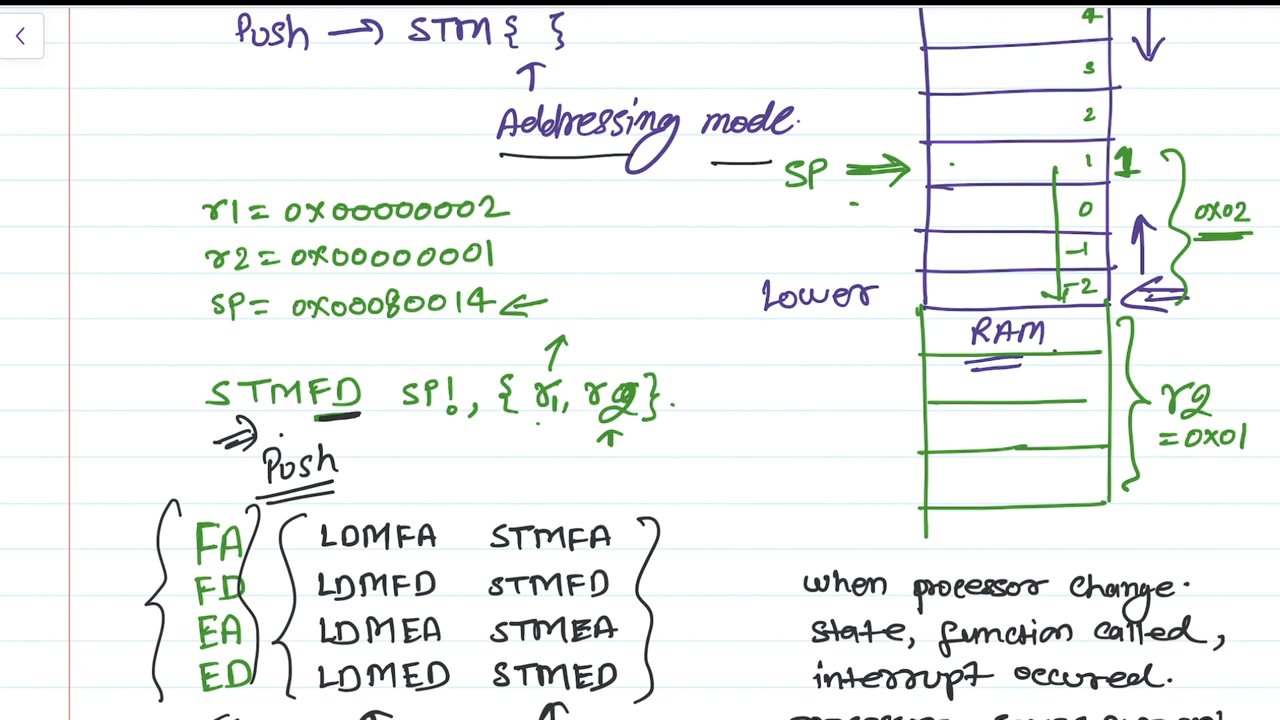 Push → STM { }
↑
Addressing mode.
r1 = 0x00000002
r2 = 0x00000001
SP = 0x00080014 ←
STMFD SP!, { r1, r2 }.
⇒ Push
FA LDMFA STMFA
FD LDMFD STMFD
EA LDMEA STMEA
ED LDMED STMED
4
3
2
SP ⇒ 1 1
0
-1
-2
0x02
Lower
RAM
r2
= 0x01
when processor change.
state, function called,
interrupt occured.